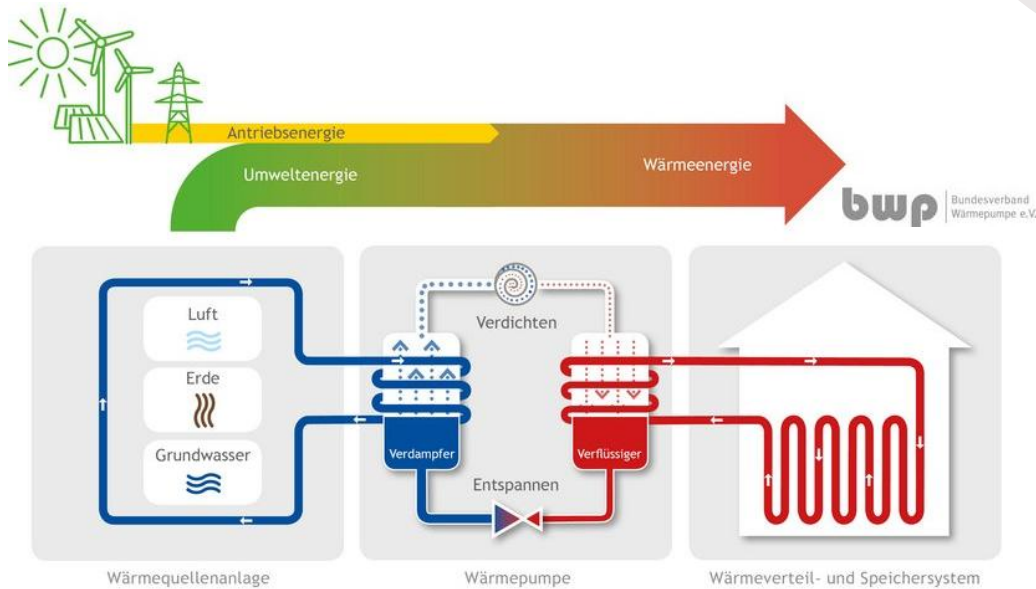 Antriebsenergie
Umweltenergie
Wärmeenergie
bwp
Bundesverband
Wärmepumpe e.V.
Luft
Erde
Grundwasser
Verdichten
Verdampfer
Verflüssiger
Entspannen
Wärmequellenanlage
Wärmepumpe
Wärmeverteil- und Speichersystem